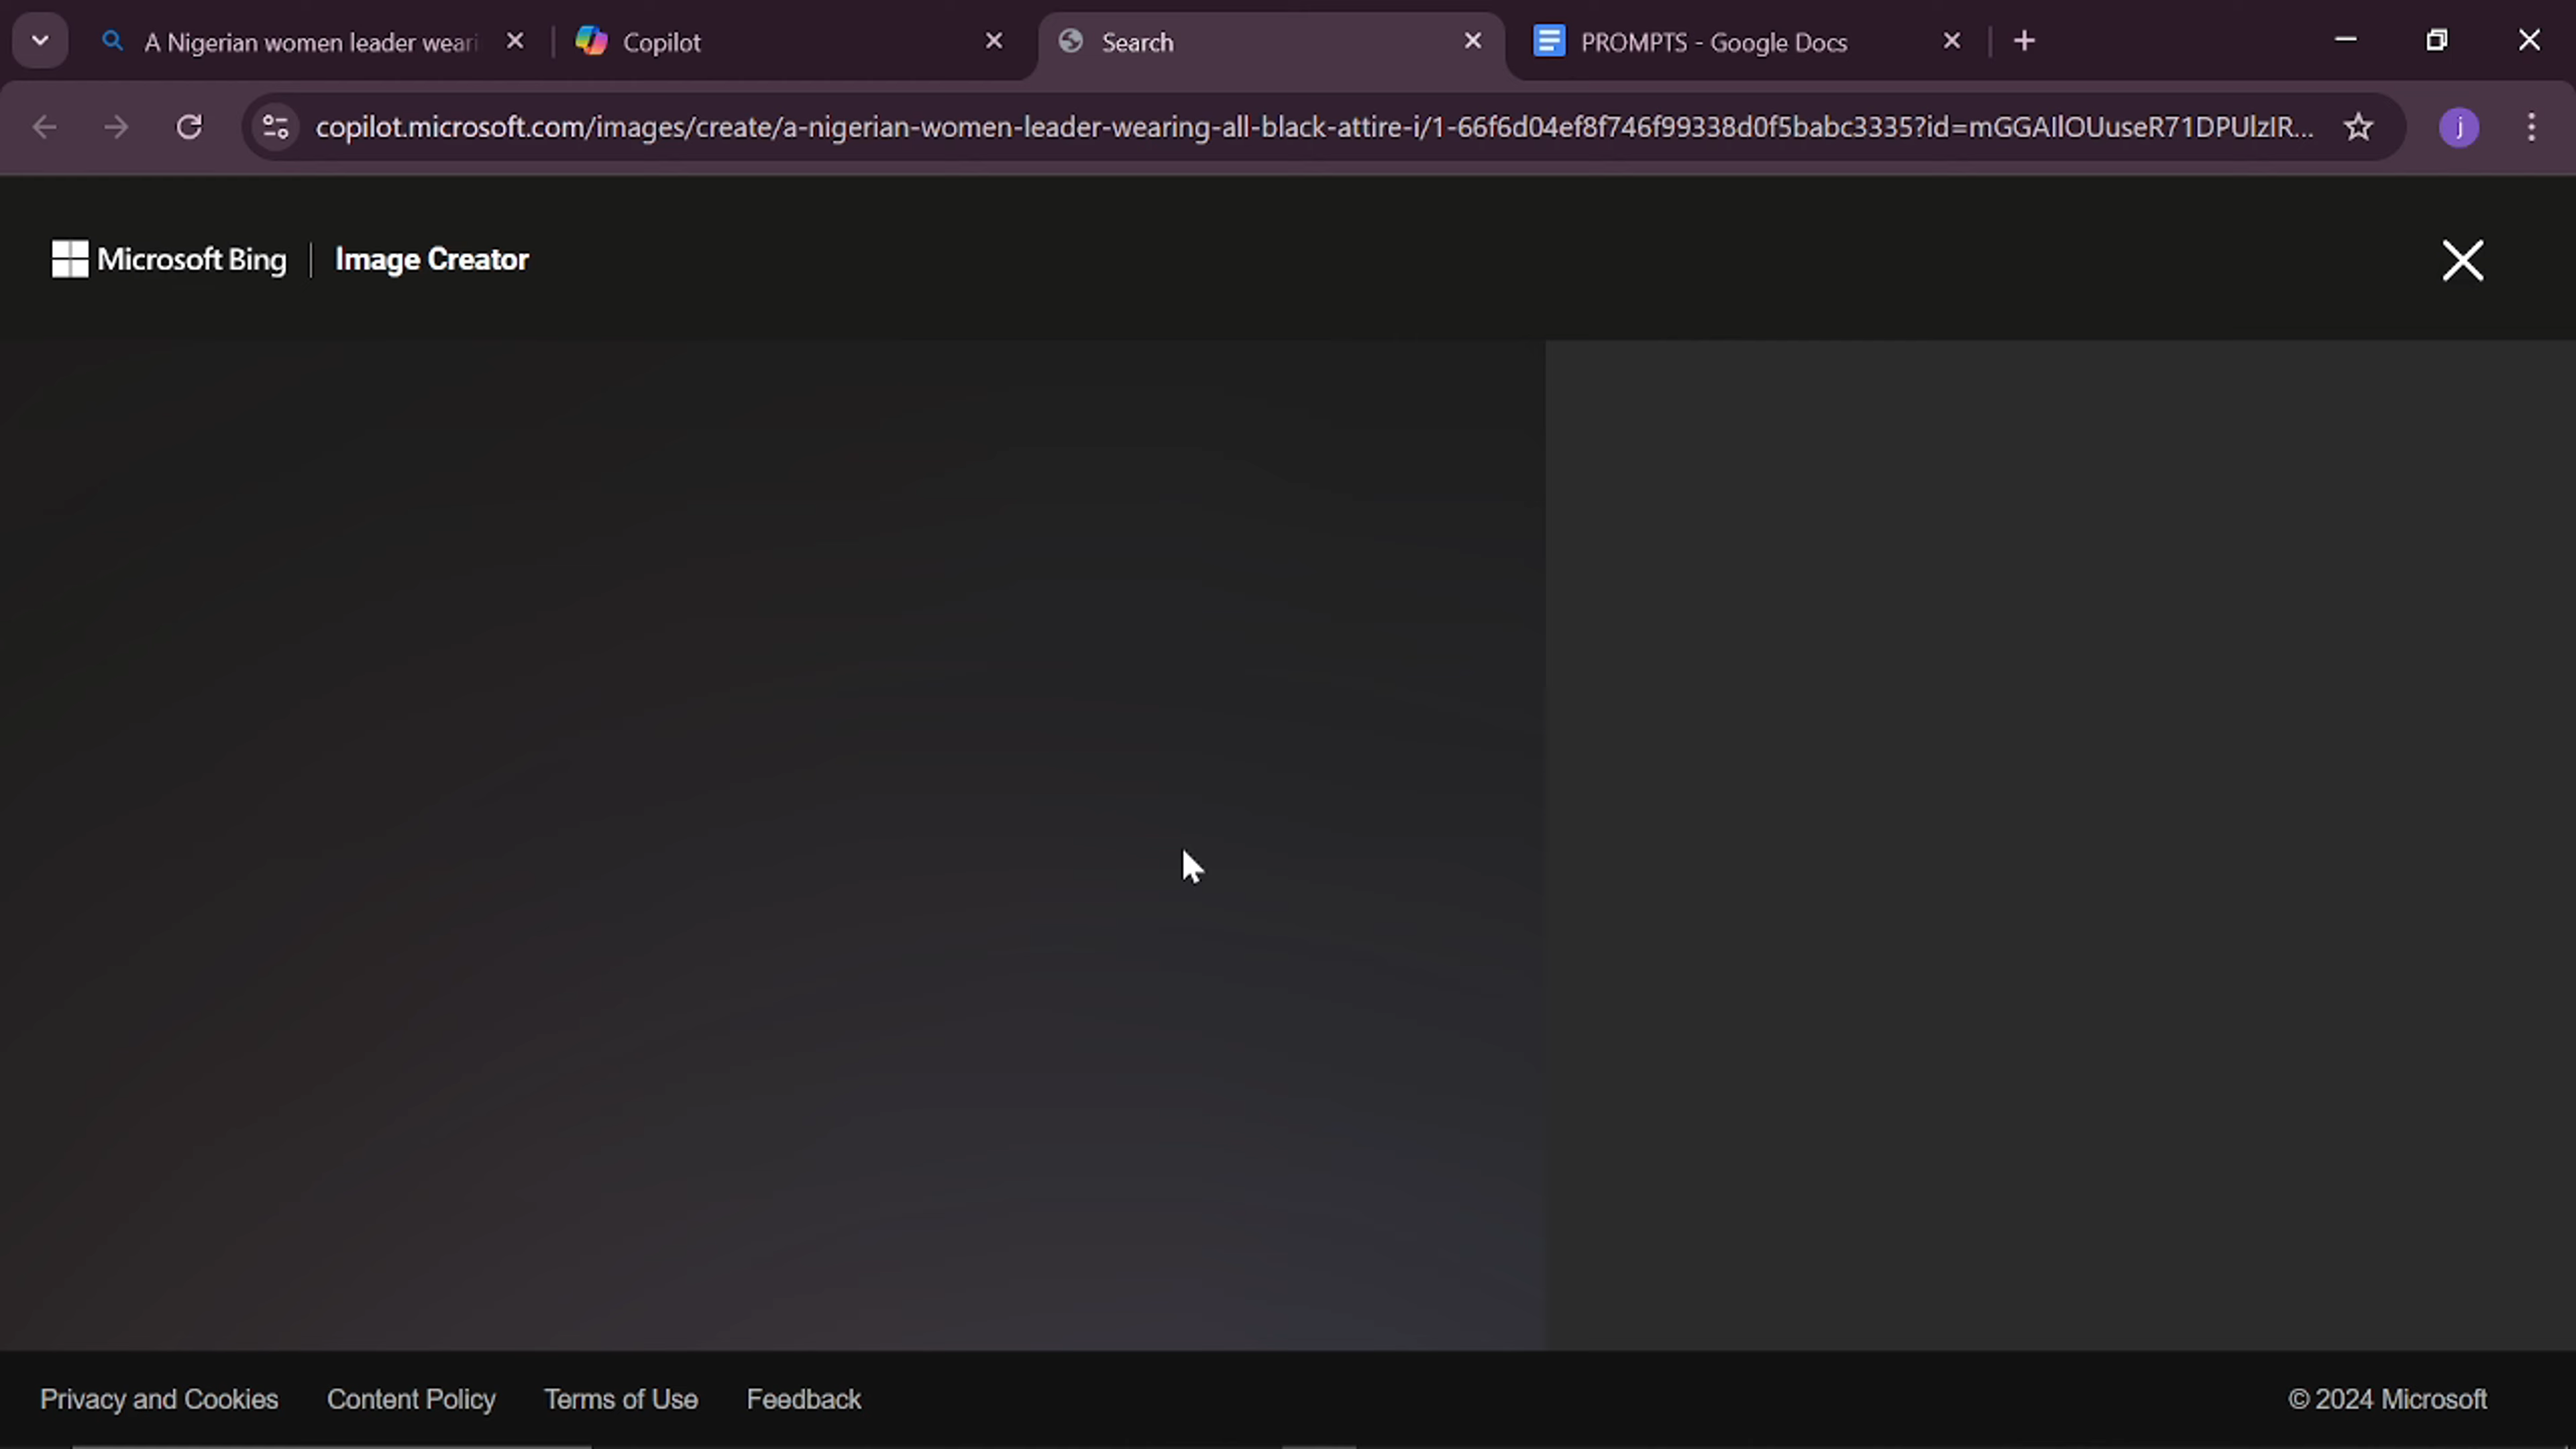 A Nigerian women leader weari
Copilot
Search
PROMPTS - Google Docs
copilot.microsoft.com/images/create/a-nigerian-women-leader-wearing-all-black-attire-i/1-66f6d04ef8f746f99338d0f5babc3335?id=mGGAIlOUuseR71DPUlzIR...
j
Microsoft Bing | Image Creator
Privacy and Cookies Content Policy Terms of Use Feedback © 2024 Microsoft